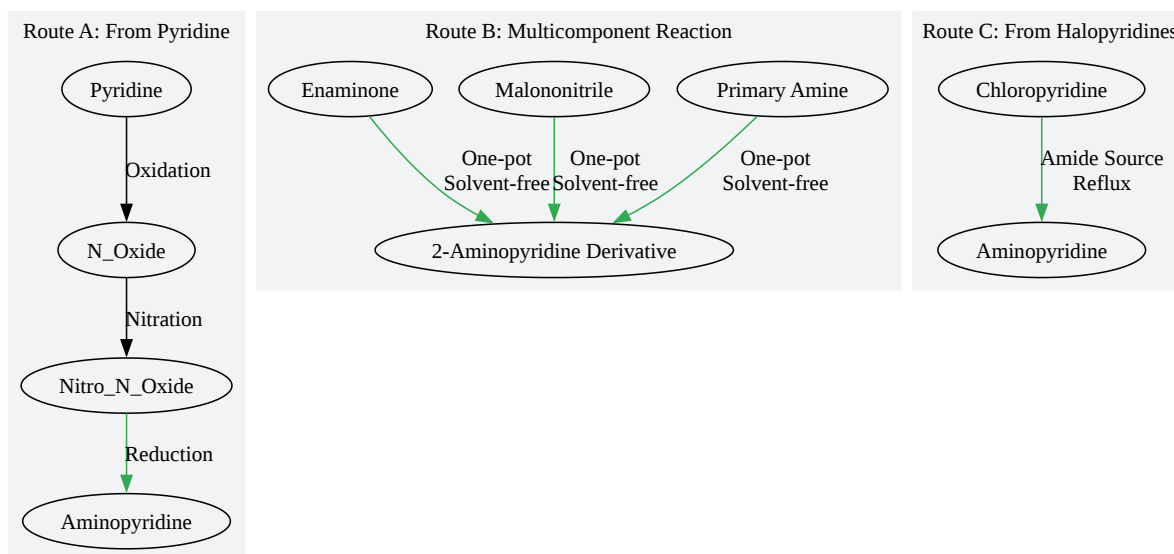 Route A: From Pyridine
Pyridine
Oxidation
N_Oxide
Nitration
Nitro_N_Oxide
Reduction
Aminopyridine
Route B: Multicomponent Reaction
Enaminone
Malononitrile
Primary Amine
One-pot
Solvent-free
One-pot
Solvent-free
One-pot
Solvent-free
2-Aminopyridine Derivative
Route C: From Halopyridines
Chloropyridine
Amide Source
Reflux
Aminopyridine